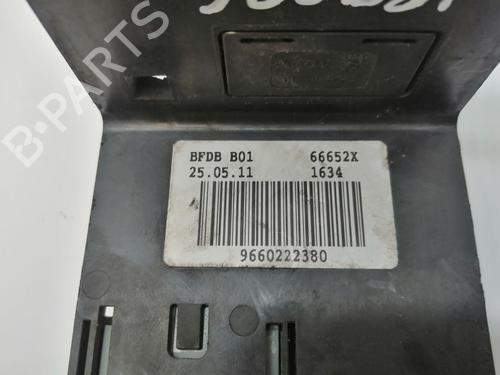 BFDB B01 66652X
25.05.11 1634
9660222380
B-PARTS